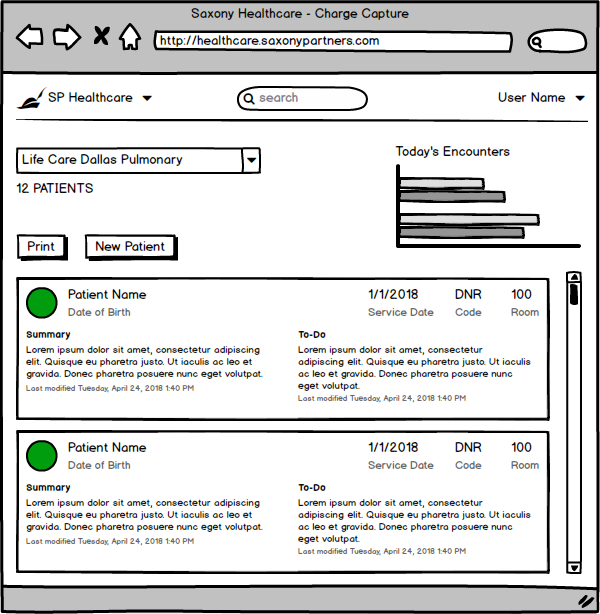 Saxony Healthcare - Charge Capture
http://healthcare.saxonypartners.com
SP Healthcare
search
User Name
Life Care Dallas Pulmonary
12 PATIENTS
Today's Encounters
Print
New Patient
Patient Name
1/1/2018
DNR
100
Date of Birth
Service Date
Code
Room
Summary
Lorem ipsum dolor sit amet, consectetur adipiscing
elit. Quisque eu pharetra justo. Ut iaculis ac leo et
gravida. Donec pharetra posuere nunc eget volutpat.
Last modified Tuesday, April 24, 2018 1:40 PM
To-Do
Lorem ipsum dolor sit amet, consectetur
adipiscing elit. Quisque eu pharetra justo. Ut iaculis
ac leo et gravida. Donec pharetra posuere nunc
eget volutpat.
Last modified Tuesday, April 24, 2018 1:40 PM
Patient Name
1/1/2018
DNR
100
Date of Birth
Service Date
Code
Room
Summary
Lorem ipsum dolor sit amet, consectetur adipiscing
elit. Quisque eu pharetra justo. Ut iaculis ac leo et
gravida. Donec pharetra posuere nunc eget volutpat.
Last modified Tuesday, April 24, 2018 1:40 PM
To-Do
Lorem ipsum dolor sit amet, consectetur
adipiscing elit. Quisque eu pharetra justo. Ut iaculis
ac leo et gravida. Donec pharetra posuere nunc
eget volutpat.
Last modified Tuesday, April 24, 2018 1:40 PM